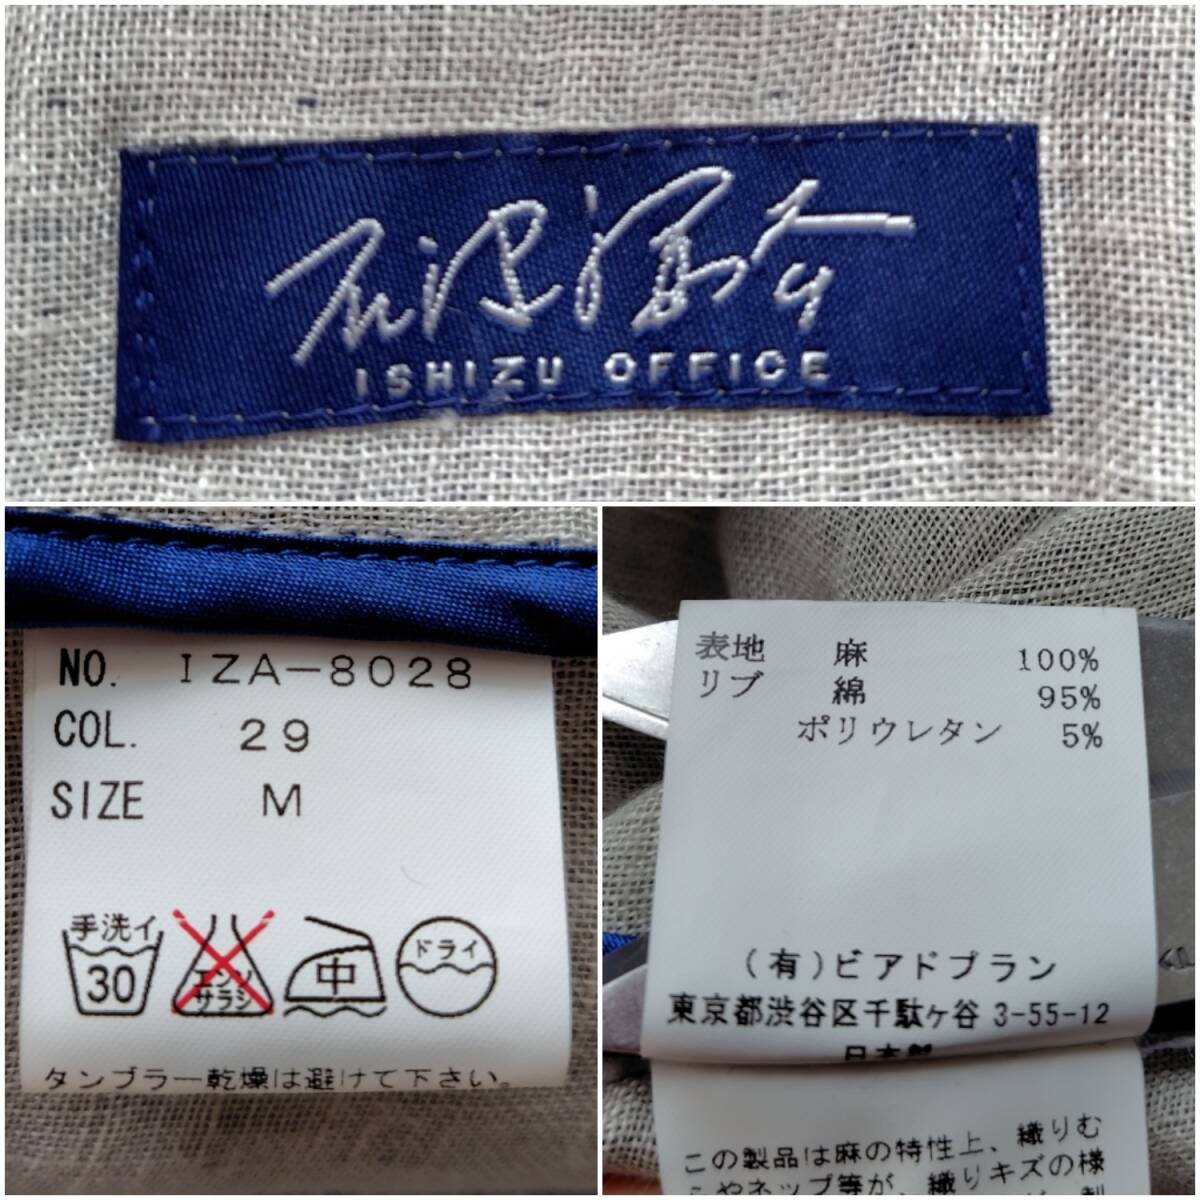 ISHIZU OFFICE
NO. IZA-8028
COL. 29
SIZE M
手洗イ
30
エンソ
サラシ
中
ドライ
タンブラー乾燥は避けて下さい。
表地 麻 100%
リブ 綿 95%
ポリウレタン 5%
(有)ビアドプラン
東京都渋谷区千駄ヶ谷 3-55-12
日本製
この製品は麻の特性上、織りむ
らやネップ等が、織りキズの様